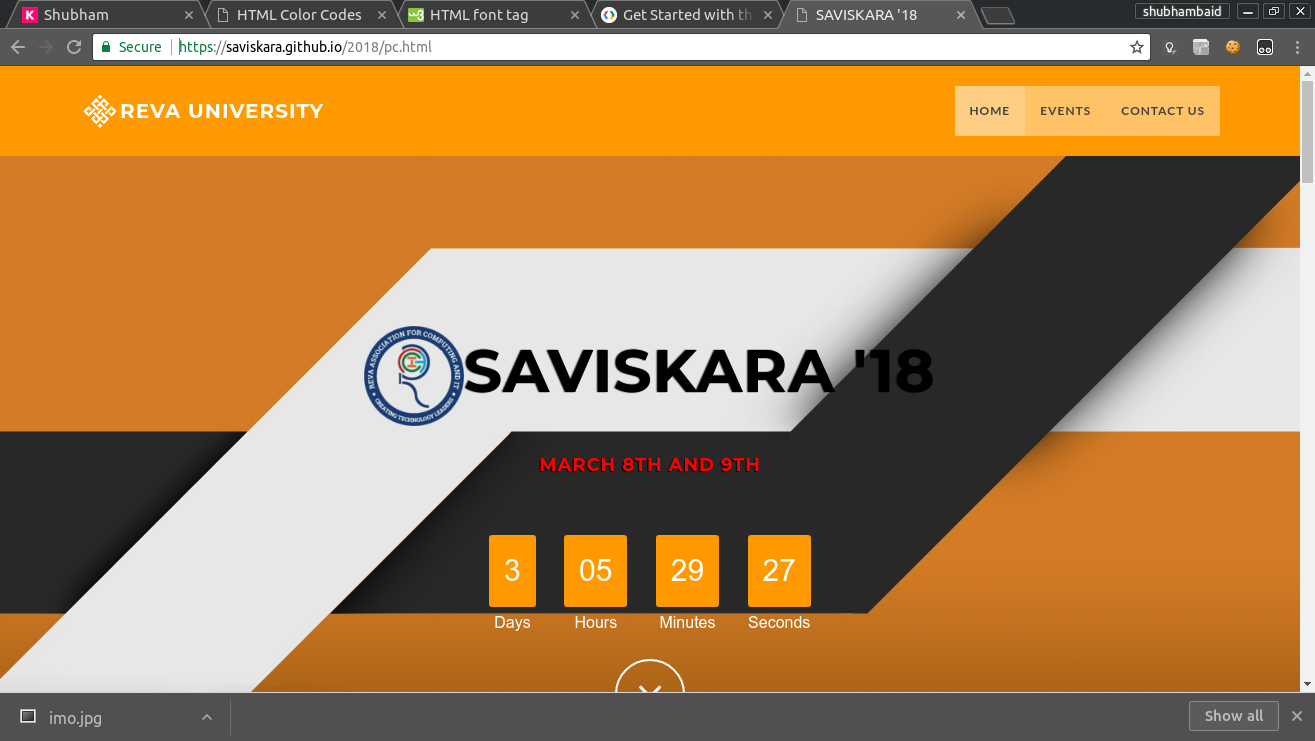 Shubham
HTML Color Codes
HTML font tag
Get Started with th
SAVISKARA '18
shubhambaid
Secure
https://saviskara.github.io/2018/pc.html
REVA UNIVERSITY
HOME
EVENTS
CONTACT US
REVA ASSOCIATION FOR COMPUTING AND IT
CREATING TECHNOLOGY LEADERS
SAVISKARA '18
MARCH 8TH AND 9TH
3 05 29 27
Days Hours Minutes Seconds
imo.jpg
Show all